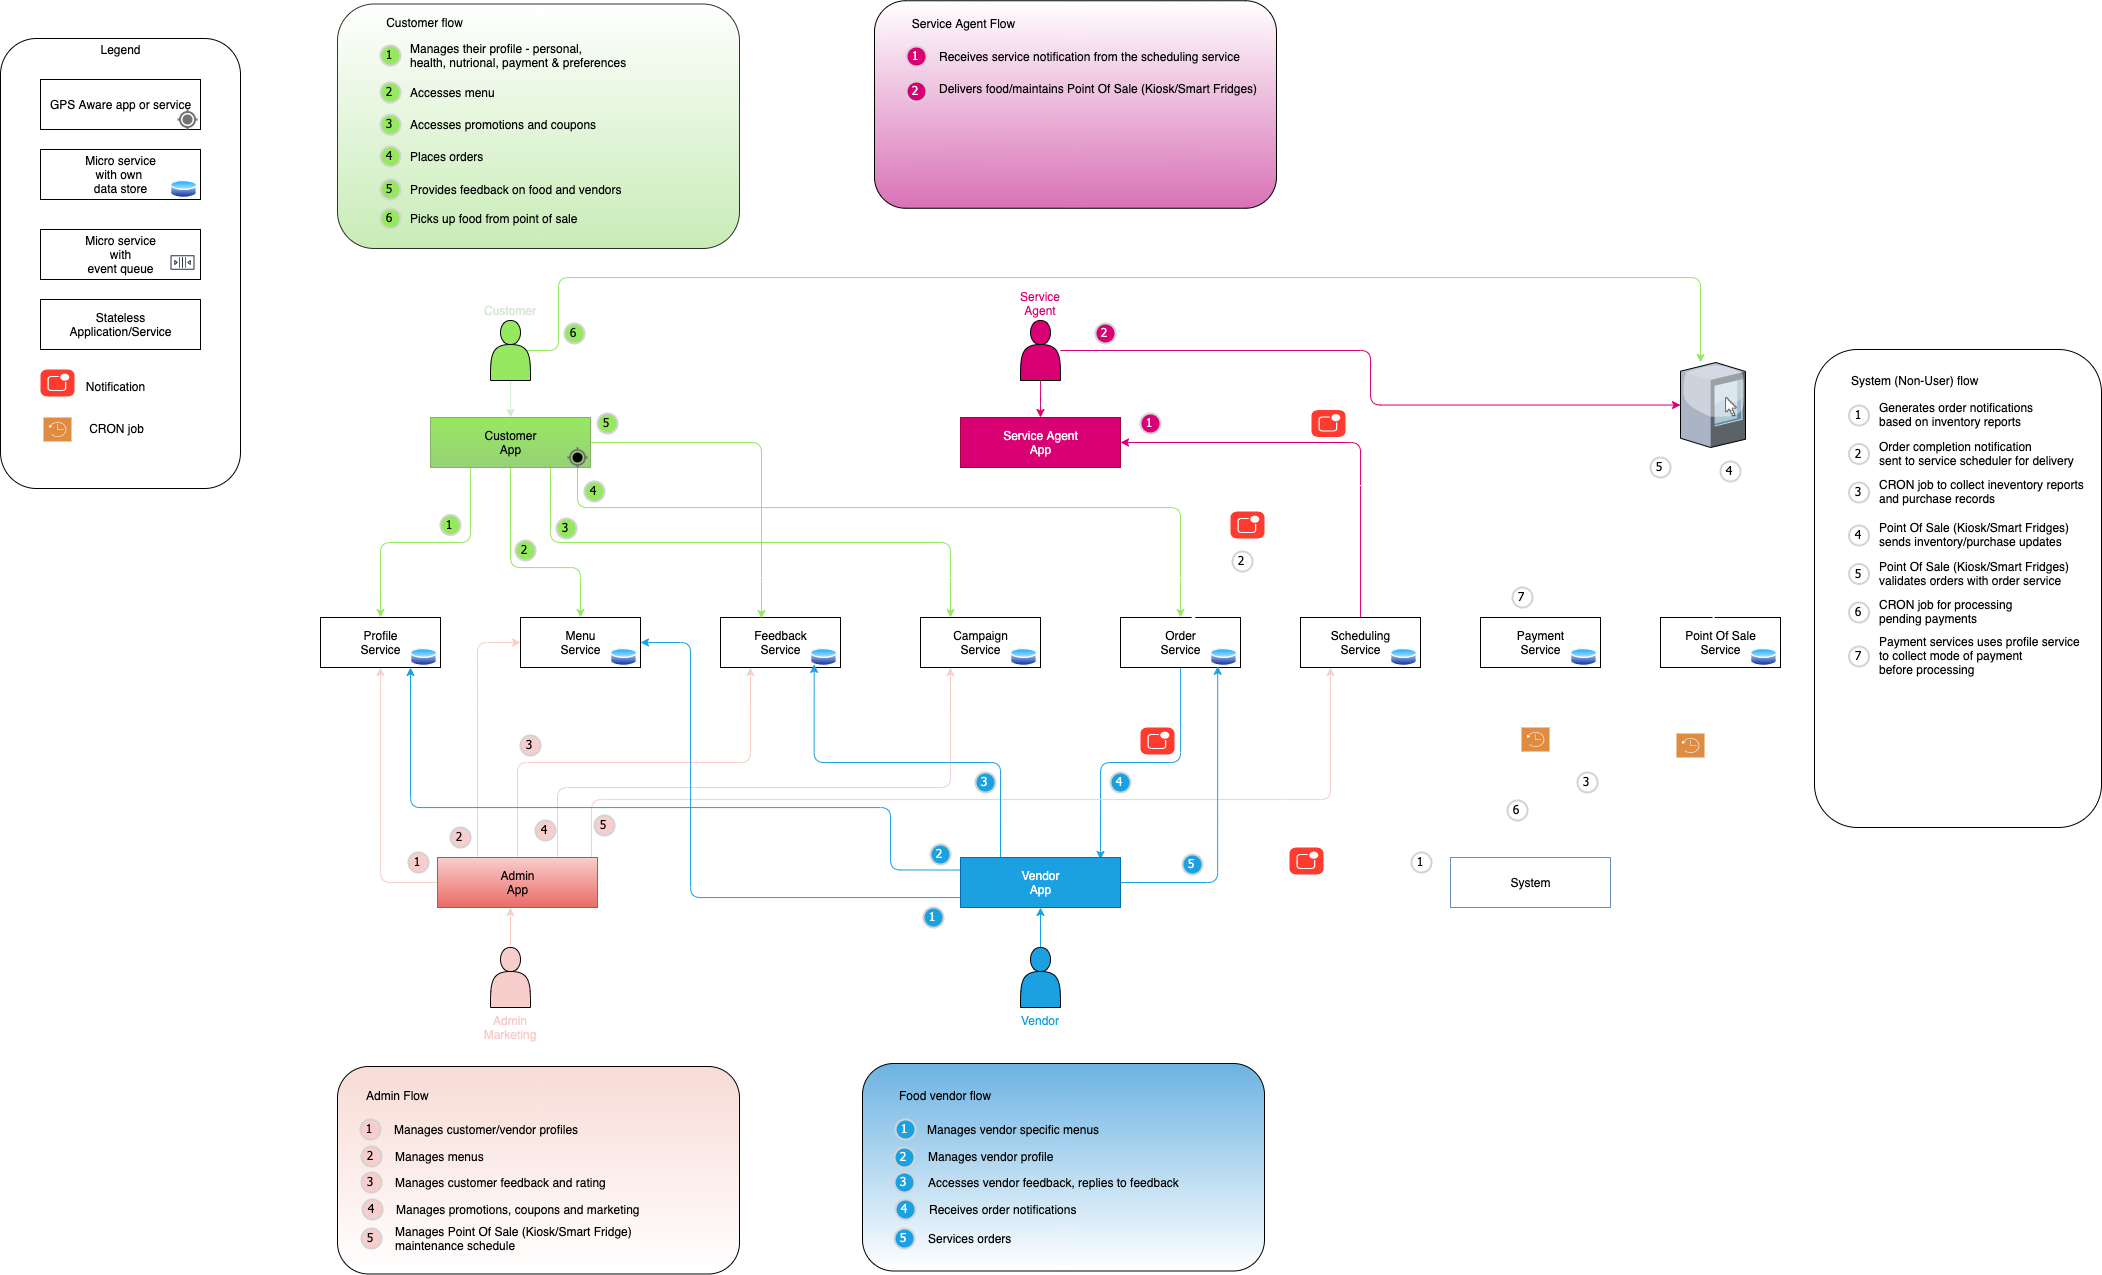 Legend
GPS Aware app or service
Micro service
with own
data store
Micro service
with
event queue
Stateless
Application/Service
Notification
CRON job
Customer flow
1 Manages their profile - personal,
health, nutrional, payment & preferences
2 Accesses menu
3 Accesses promotions and coupons
4 Places orders
5 Provides feedback on food and vendors
6 Picks up food from point of sale
Service Agent Flow
1 Receives service notification from the scheduling service
2 Delivers food/maintains Point Of Sale (Kiosk/Smart Fridges)
Customer
6
Service
Agent
2
Customer
App
5
Service Agent
App
1
5
4
4
1
3
2
2
7
Profile
Service
Menu
Service
Feedback
Service
Campaign
Service
Order
Service
Scheduling
Service
Payment
Service
Point Of Sale
Service
System (Non-User) flow
1 Generates order notifications
based on inventory reports
2 Order completion notification
sent to service scheduler for delivery
3 CRON job to collect ineventory reports
and purchase records
4 Point Of Sale (Kiosk/Smart Fridges)
sends inventory/purchase updates
5 Point Of Sale (Kiosk/Smart Fridges)
validates orders with order service
6 CRON job for processing
pending payments
7 Payment services uses profile service
to collect mode of payment
before processing
3
3
4
3
6
2
4
5
1
2
5
1
Admin
App
Vendor
App
System
1
Admin
Marketing
Vendor
Admin Flow
1 Manages customer/vendor profiles
2 Manages menus
3 Manages customer feedback and rating
4 Manages promotions, coupons and marketing
5 Manages Point Of Sale (Kiosk/Smart Fridge)
maintenance schedule
Food vendor flow
1 Manages vendor specific menus
2 Manages vendor profile
3 Accesses vendor feedback, replies to feedback
4 Receives order notifications
5 Services orders